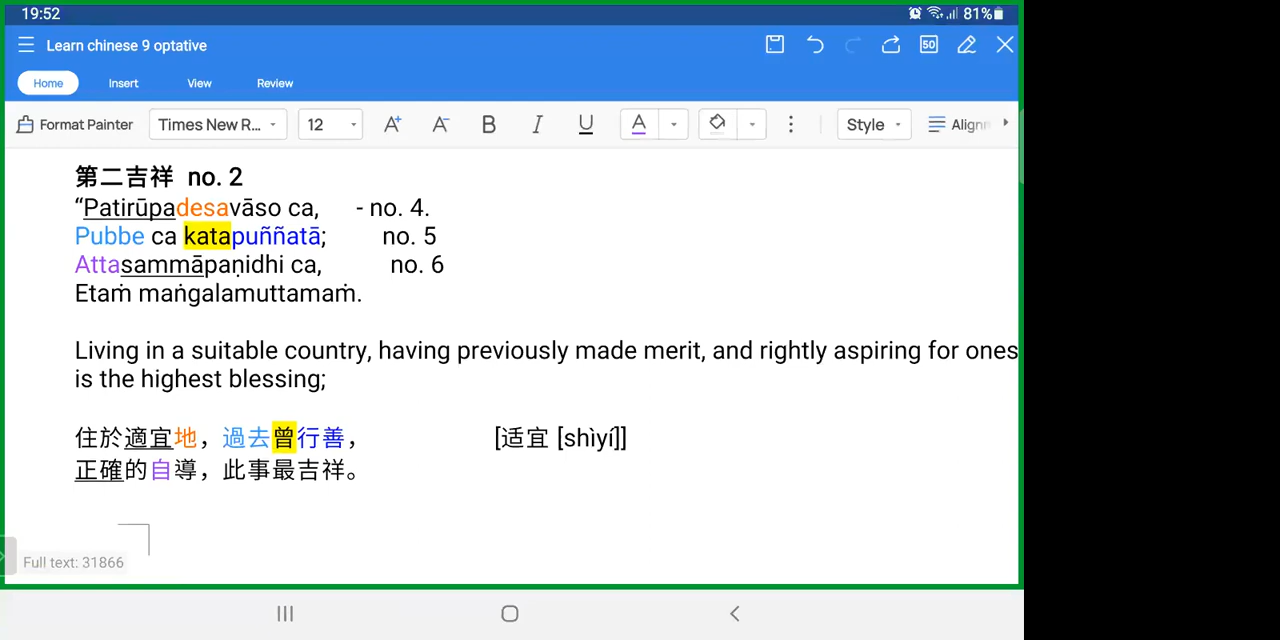 19:52
81%
Learn chinese 9 optative
50
Home Insert View Review
Format Painter Times New R... 12 A+ A- B I U A Style Alignn
第二吉祥 no. 2
“Patirūpadesavāso ca, - no. 4.
Pubbe ca katapuññatā; no. 5
Attasammāpaṇidhi ca, no. 6
Etaṁ maṅgalamuttamaṁ.
Living in a suitable country, having previously made merit, and rightly aspiring for ones
is the highest blessing;
住於適宜地，過去曾行善， [适宜 [shìyí]]
正確的自導，此事最吉祥。
Full text: 31866